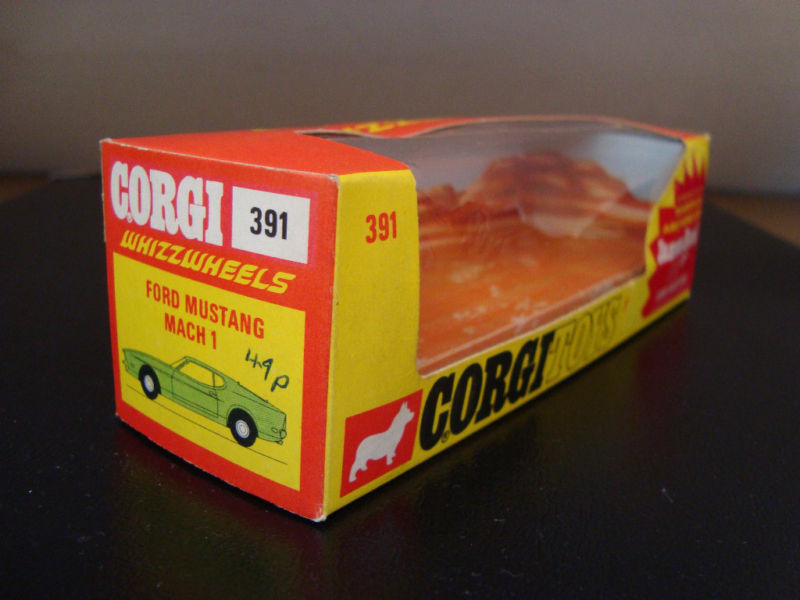 CORGI
391
WHIZZWHEELS
FORD MUSTANG
MACH 1
49p
391
CORGI TOYS